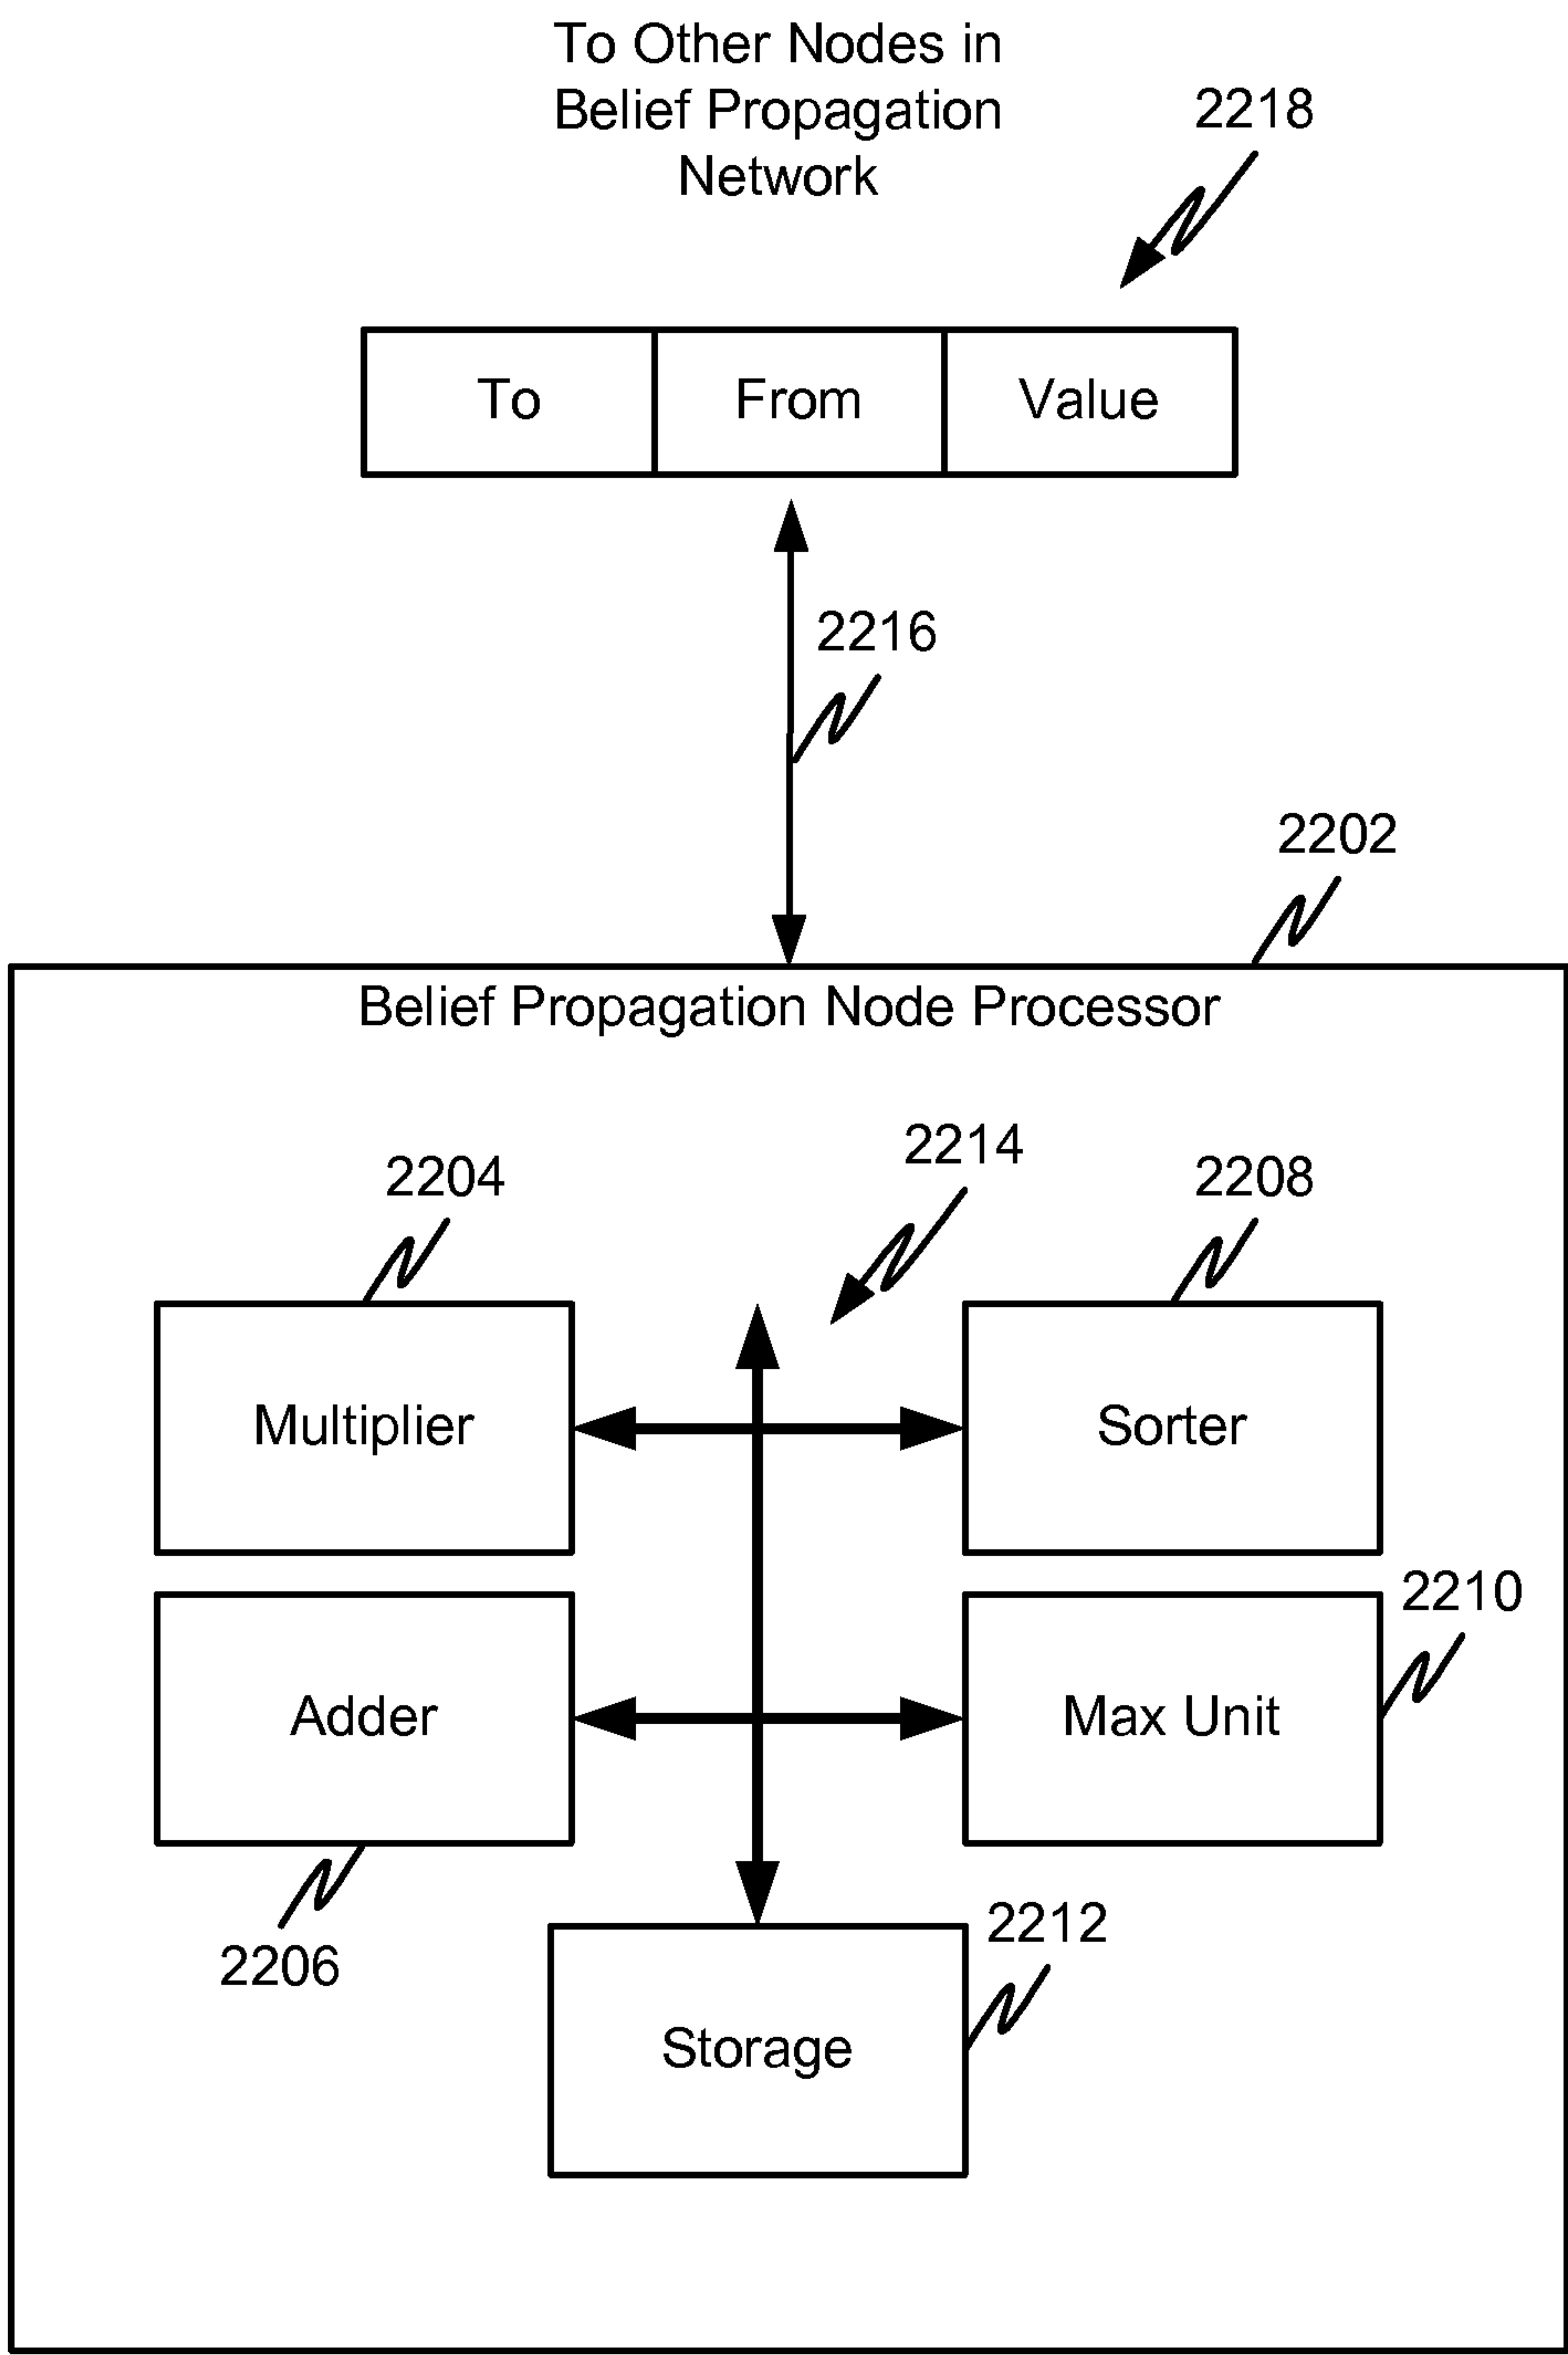 To Other Nodes in
Belief Propagation
Network
2218
To From Value
2216
2202
Belief Propagation Node Processor
2214
2204
2208
Multiplier
Sorter
2210
Adder
Max Unit
2206
2212
Storage